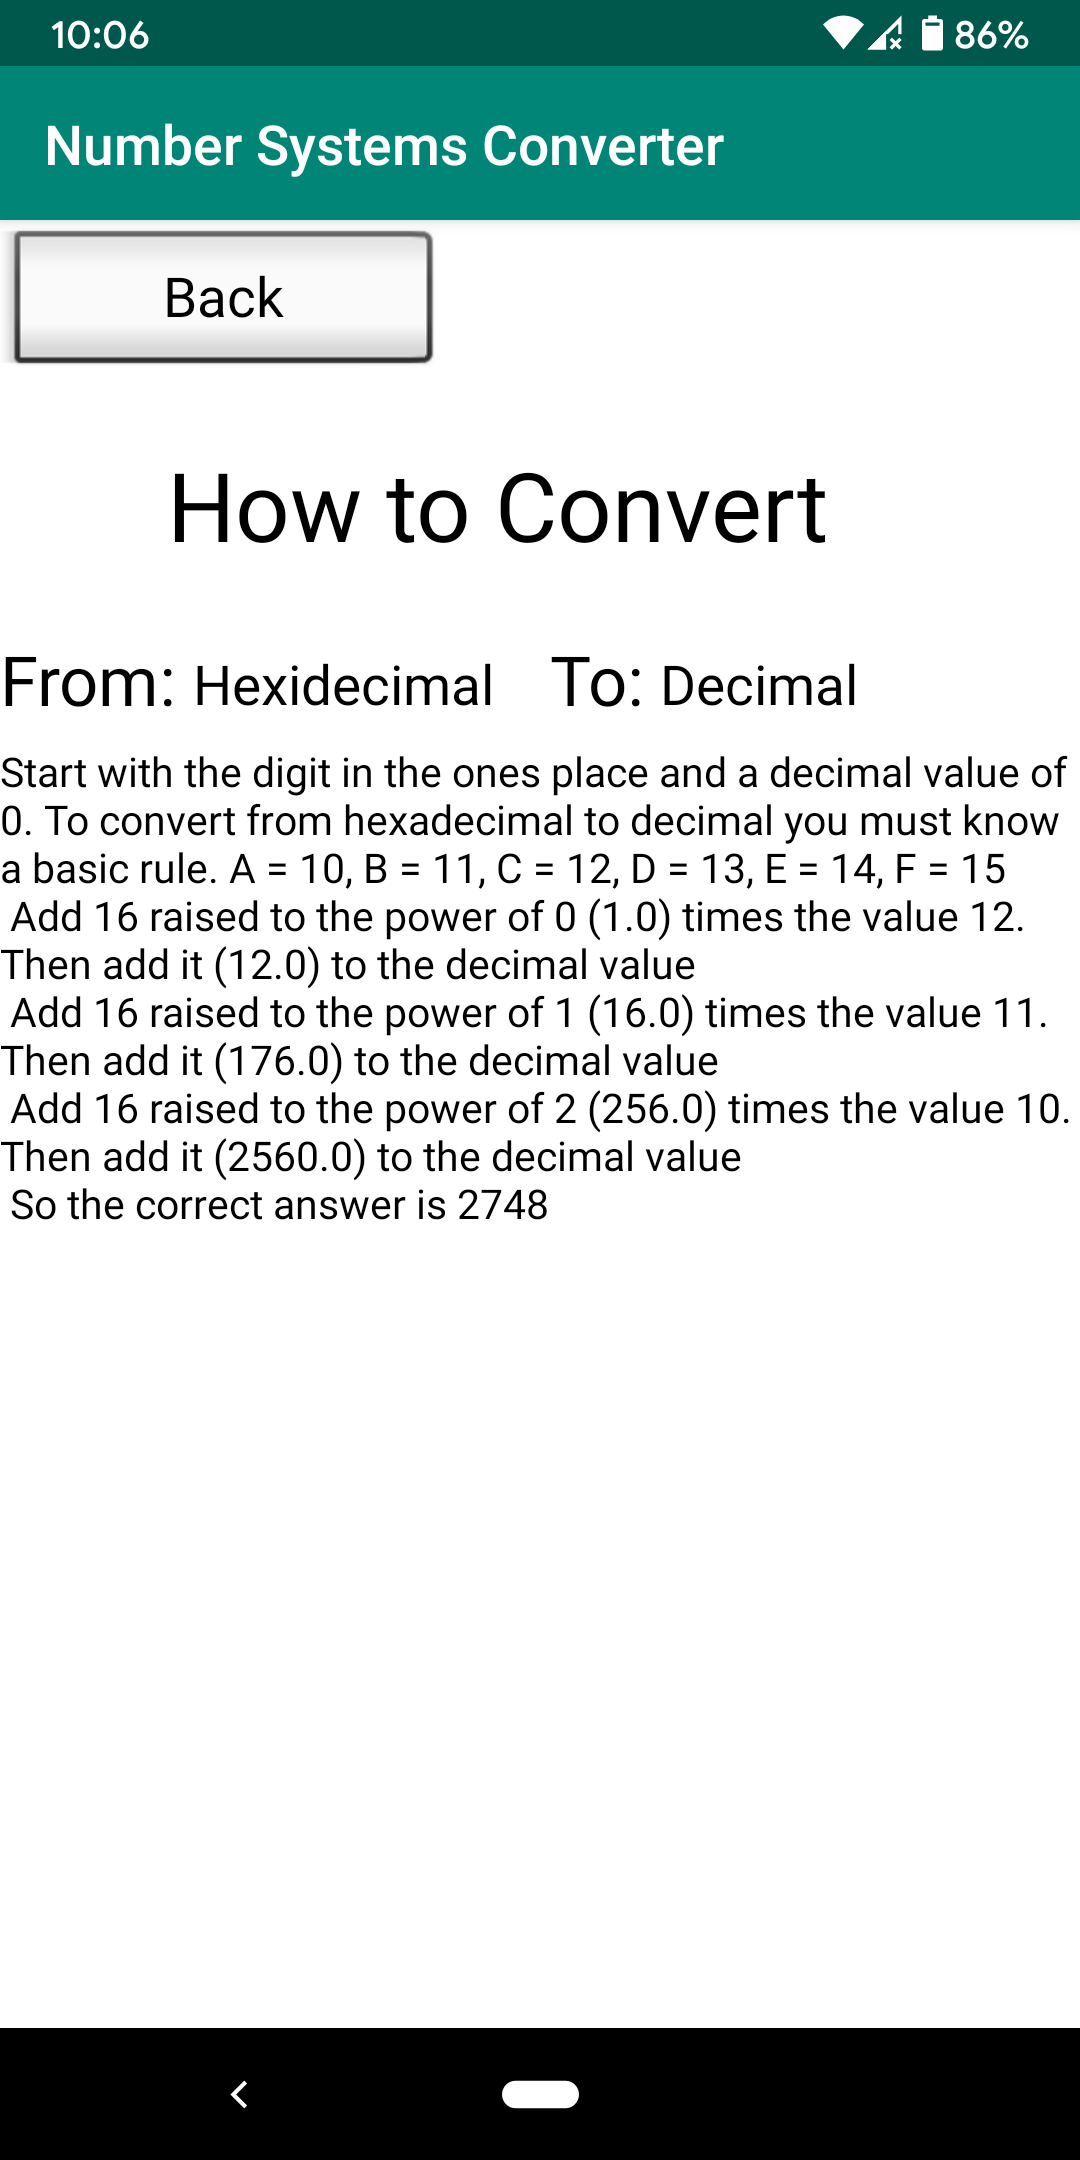 10:06
86%
Number Systems Converter
Back
How to Convert
From: Hexidecimal To: Decimal
Start with the digit in the ones place and a decimal value of
0. To convert from hexadecimal to decimal you must know
a basic rule. A = 10, B = 11, C = 12, D = 13, E = 14, F = 15
Add 16 raised to the power of 0 (1.0) times the value 12.
Then add it (12.0) to the decimal value
Add 16 raised to the power of 1 (16.0) times the value 11.
Then add it (176.0) to the decimal value
Add 16 raised to the power of 2 (256.0) times the value 10.
Then add it (2560.0) to the decimal value
So the correct answer is 2748